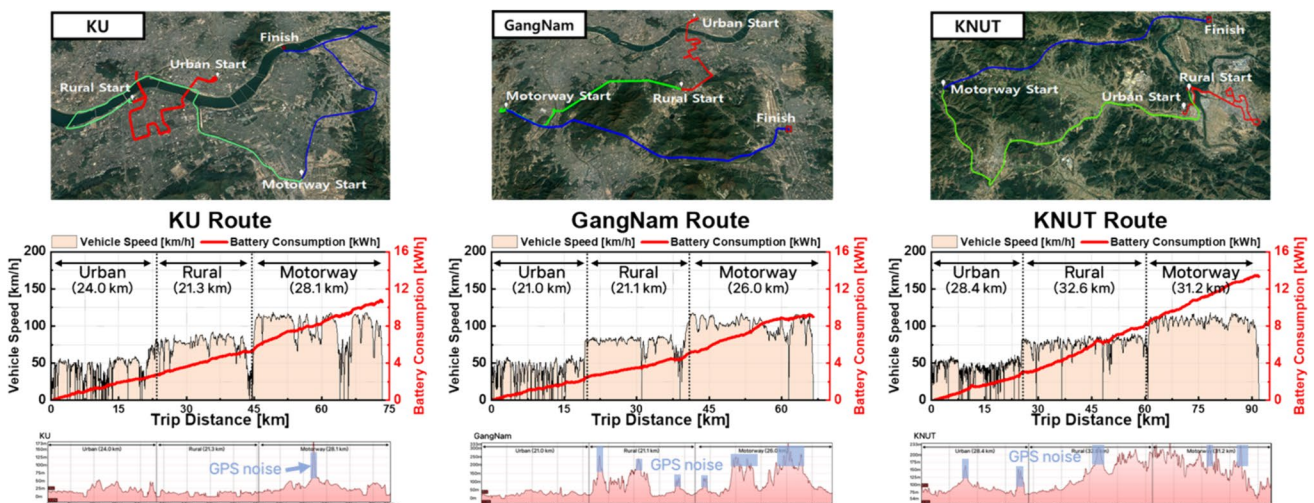 KU
Finish
Urban Start
Rural Start
Motorway Start
GangNam
Urban Start
Motorway Start
Rural Start
Finish
KNUT
Finish
Motorway Start
Rural Start
Urban Start
KU Route
Vehicle Speed [km/h] Battery Consumption [kWh]
Urban Rural Motorway
(24.0 km) (21.3 km) (28.1 km)
Vehicle Speed [km/h]
200
150
100
50
0
16
12
8
4
0
Battery Consumption [kWh]
0 15 30 45 60 75
Trip Distance [km]
GangNam Route
Vehicle Speed [km/h] Battery Consumption [kWh]
Urban Rural Motorway
(21.0 km) (21.1 km) (26.0 km)
Vehicle Speed [km/h]
200
150
100
50
0
16
12
8
4
0
Battery Consumption [kWh]
0 15 30 45 60
Trip Distance [km]
KNUT Route
Vehicle Speed [km/h] Battery Consumption [kWh]
Urban Rural Motorway
(28.4 km) (32.6 km) (31.2 km)
Vehicle Speed [km/h]
200
150
100
50
0
16
12
8
4
0
Battery Consumption [kWh]
0 15 30 45 60 75 90
Trip Distance [km]
KU
Urban (24.0 km) Rural (21.3 km) Motorway (28.1 km)
GPS noise
GangNam
Urban (21.0 km) Rural (21.1 km) Motorway (26.0 km)
GPS noise
KNUT
Urban (28.4 km) Rural
GPS noise